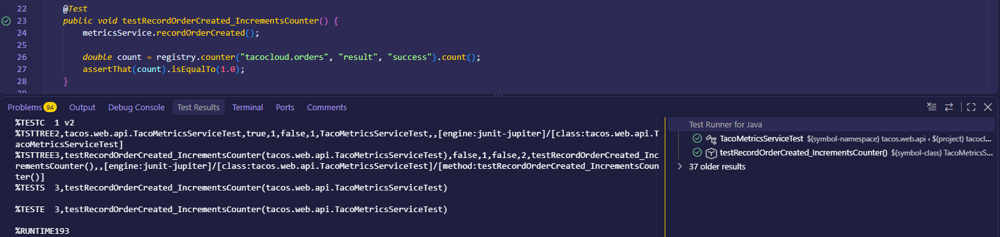 22 @Test
23 public void testRecordOrderCreated_IncrementsCounter() {
24 metricsService.recordOrderCreated();
25
26 double count = registry.counter("tacocloud.orders", "result", "success").count();
27 assertThat(count).isEqualTo(1.0);
28 }
Problems 94 Output Debug Console Test Results Terminal Ports Comments
%TESTC 1 v2
%TSTTREE2,tacos.web.api.TacoMetricsServiceTest,true,1,false,1,TacoMetricsServiceTest,,[engine:junit-jupiter]/[class:tacos.web.api.T
acoMetricsServiceTest]
%TSTTREE3,testRecordOrderCreated_IncrementsCounter(tacos.web.api.TacoMetricsServiceTest),false,1,false,2,testRecordOrderCreated_Inc
rementsCounter(),,[engine:junit-jupiter]/[class:tacos.web.api.TacoMetricsServiceTest]/[method:testRecordOrderCreated_IncrementsCoun
ter()]
%TESTS 3,testRecordOrderCreated_IncrementsCounter(tacos.web.api.TacoMetricsServiceTest)
%TESTE 3,testRecordOrderCreated_IncrementsCounter(tacos.web.api.TacoMetricsServiceTest)
%RUNTIME193
Test Runner for Java
TacoMetricsServiceTest $(symbol-namespace) tacos.web.api < $(project) tacocl...
testRecordOrderCreated_IncrementsCounter() $(symbol-class) TacoMetricsS...
37 older results